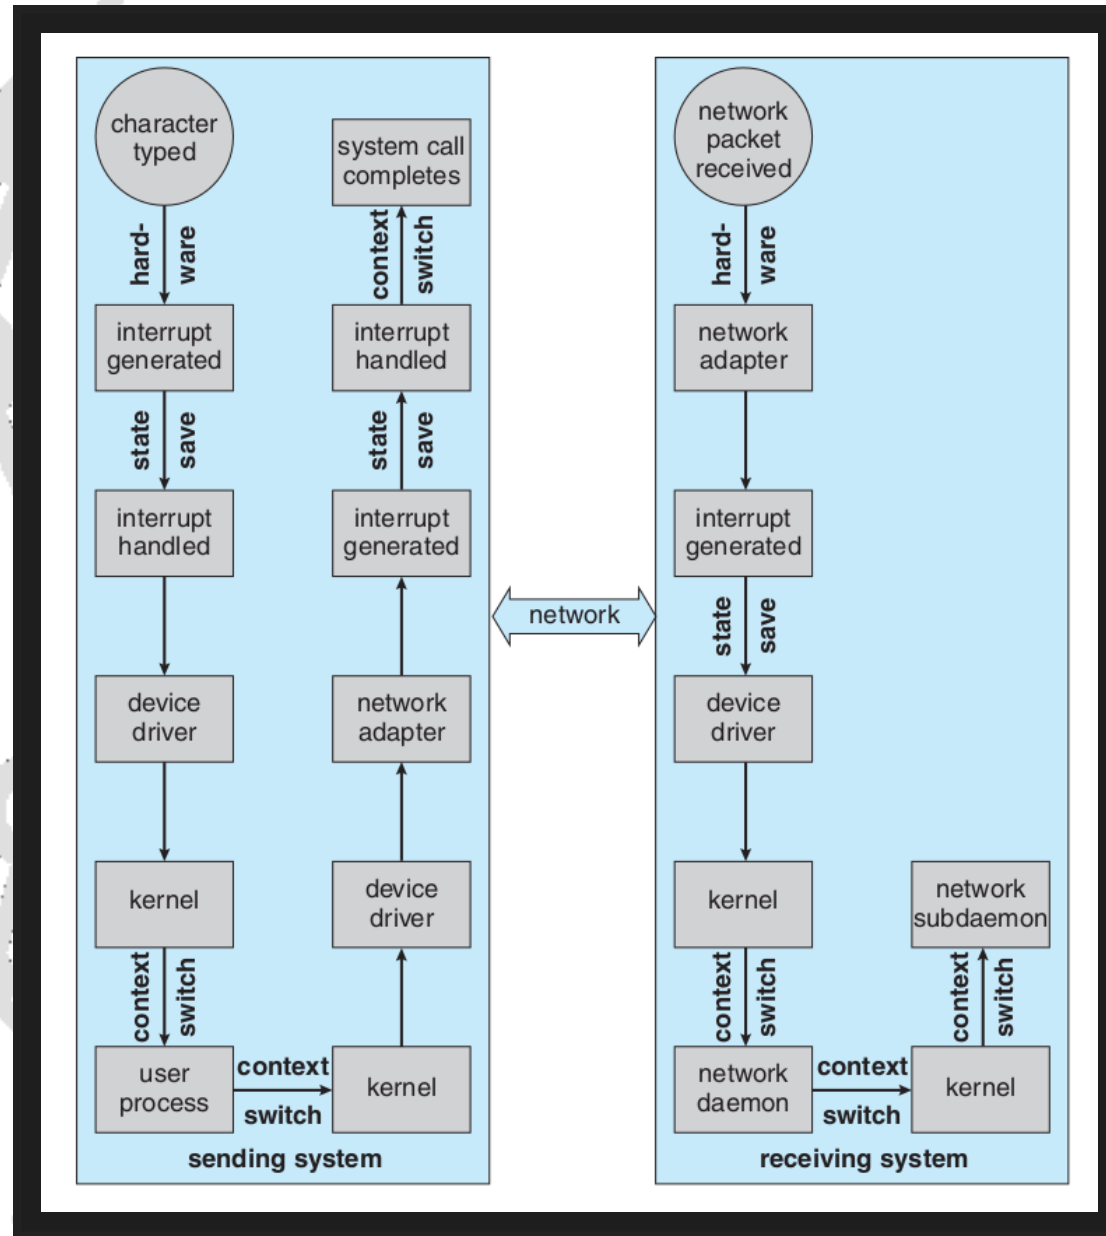 character
typed
hard-
ware
interrupt
generated
state
save
interrupt
handled
device
driver
kernel
context
switch
user
process
context
switch
kernel
device
driver
network
adapter
interrupt
generated
state
save
interrupt
handled
context
switch
system call
completes
sending system
network
network
packet
received
hard-
ware
network
adapter
interrupt
generated
state
save
device
driver
kernel
context
switch
network
daemon
context
switch
kernel
context
switch
network
subdaemon
receiving system